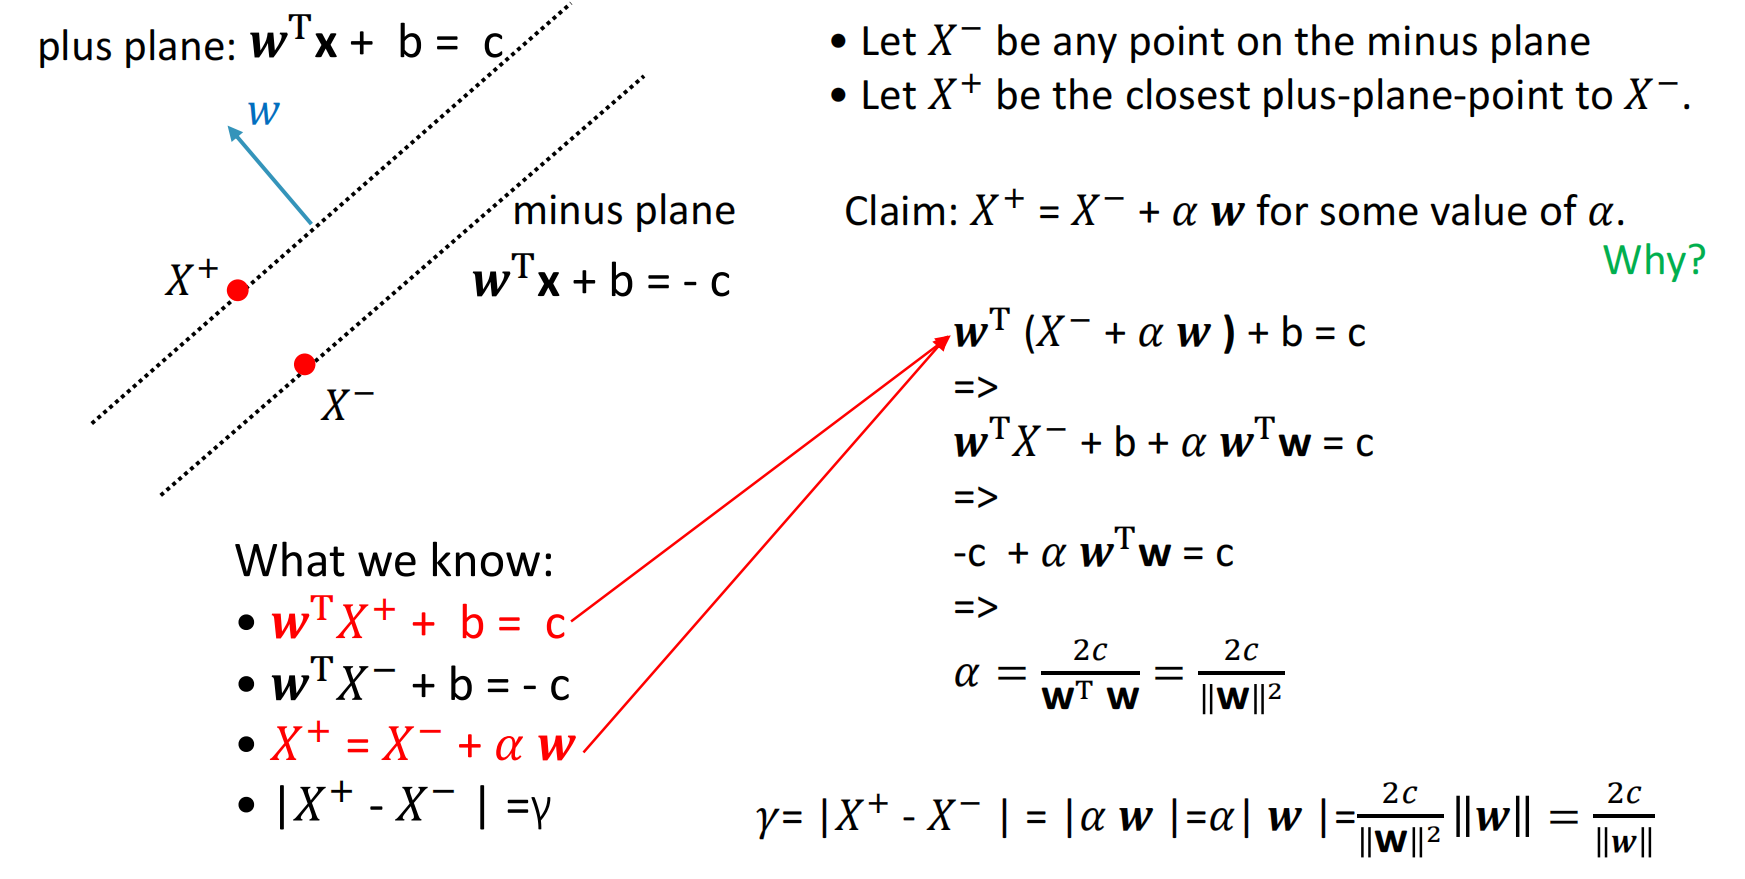 plus plane: wᵀx + b = c
w
minus plane
wᵀx + b = - c
X⁺
X⁻
What we know:
• wᵀX⁺ + b = c
• wᵀX⁻ + b = - c
• X⁺ = X⁻ + α w
• |X⁺ - X⁻ | =γ
• Let X⁻ be any point on the minus plane
• Let X⁺ be the closest plus-plane-point to X⁻.
Claim: X⁺ = X⁻ + α w for some value of α.
Why?
wᵀ (X⁻ + α w ) + b = c
=>
wᵀX⁻ + b + α wᵀw = c
=>
-c + α wᵀw = c
=>
α = 2c/(wᵀ w) = 2c/‖w‖²
γ= |X⁺ - X⁻ | = |α w |=α| w |= 2c/‖w‖² ‖w‖ = 2c/‖w‖